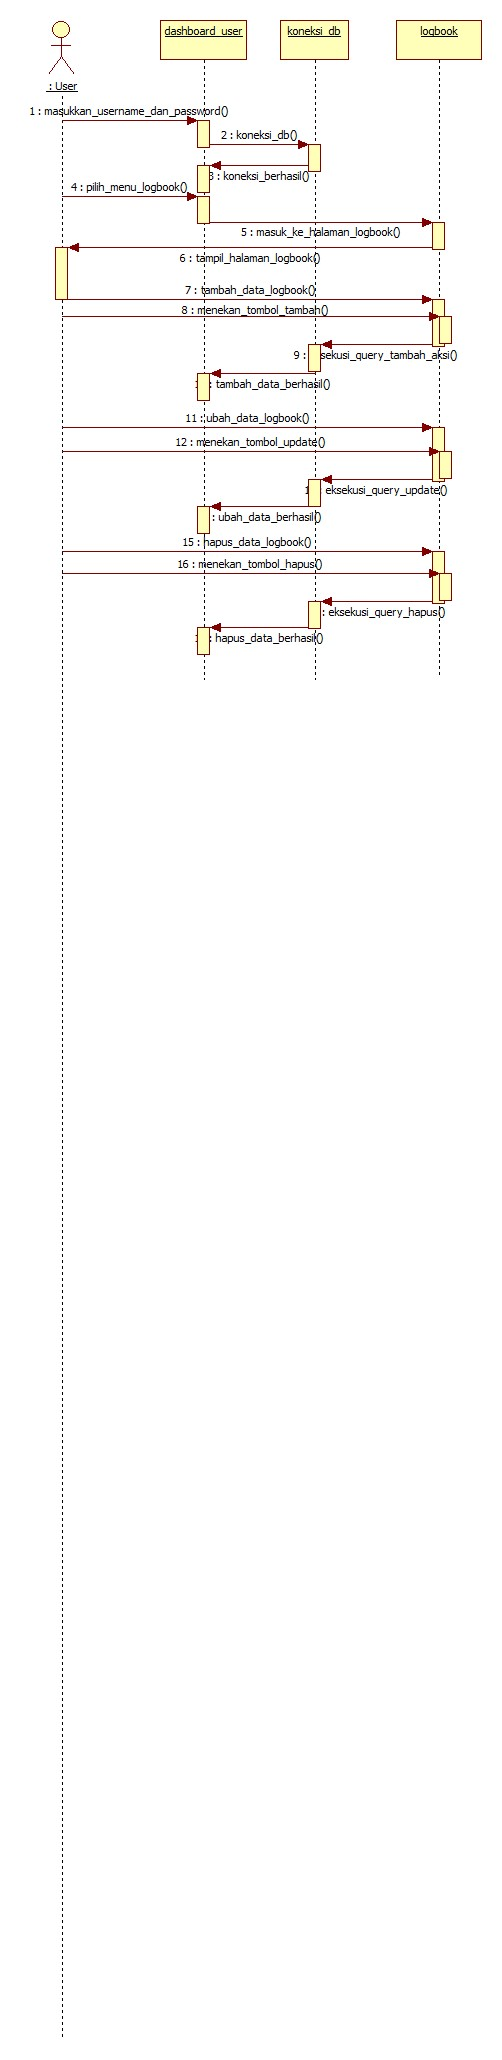 dashboard_user
koneksi_db
logbook
: User
1 : masukkan_username_dan_password()
2 : koneksi_db()
3 : koneksi_berhasil()
4 : pilih_menu_logbook()
5 : masuk_ke_halaman_logbook()
6 : tampil_halaman_logbook()
7 : tambah_data_logbook()
8 : menekan_tombol_tambah()
9 : sekusi_query_tambah_aksi()
: tambah_data_berhasil()
11 : ubah_data_logbook()
12 : menekan_tombol_update()
eksekusi_query_update()
: ubah_data_berhasil()
15 : hapus_data_logbook()
16 : menekan_tombol_hapus()
: eksekusi_query_hapus()
: hapus_data_berhasil()